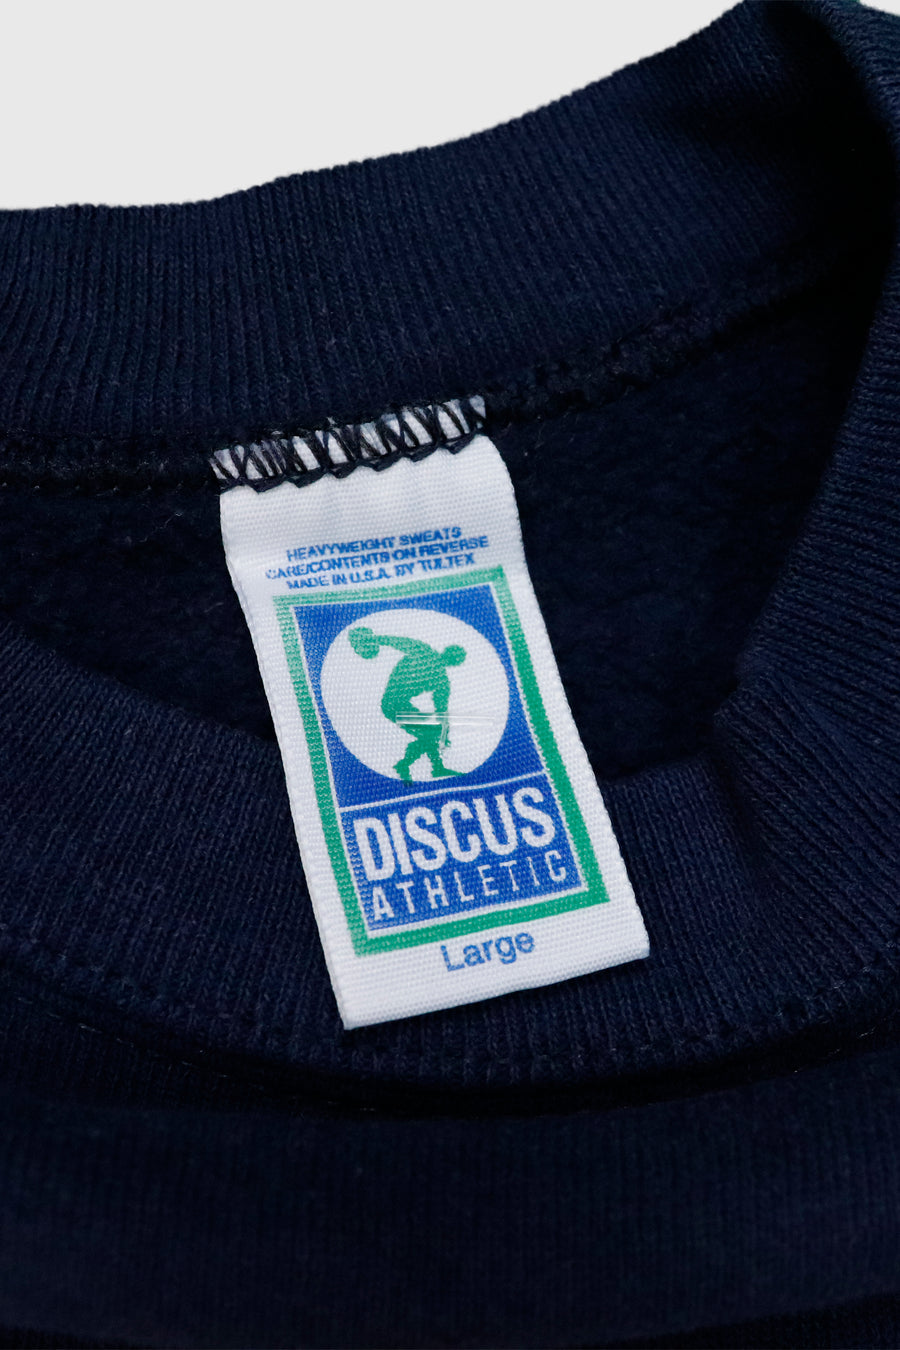 HEAVYWEIGHT SWEATS
CARE/CONTENTS ON REVERSE
MADE IN U.S.A. BY TULTEX
DISCUS
ATHLETIC
Large